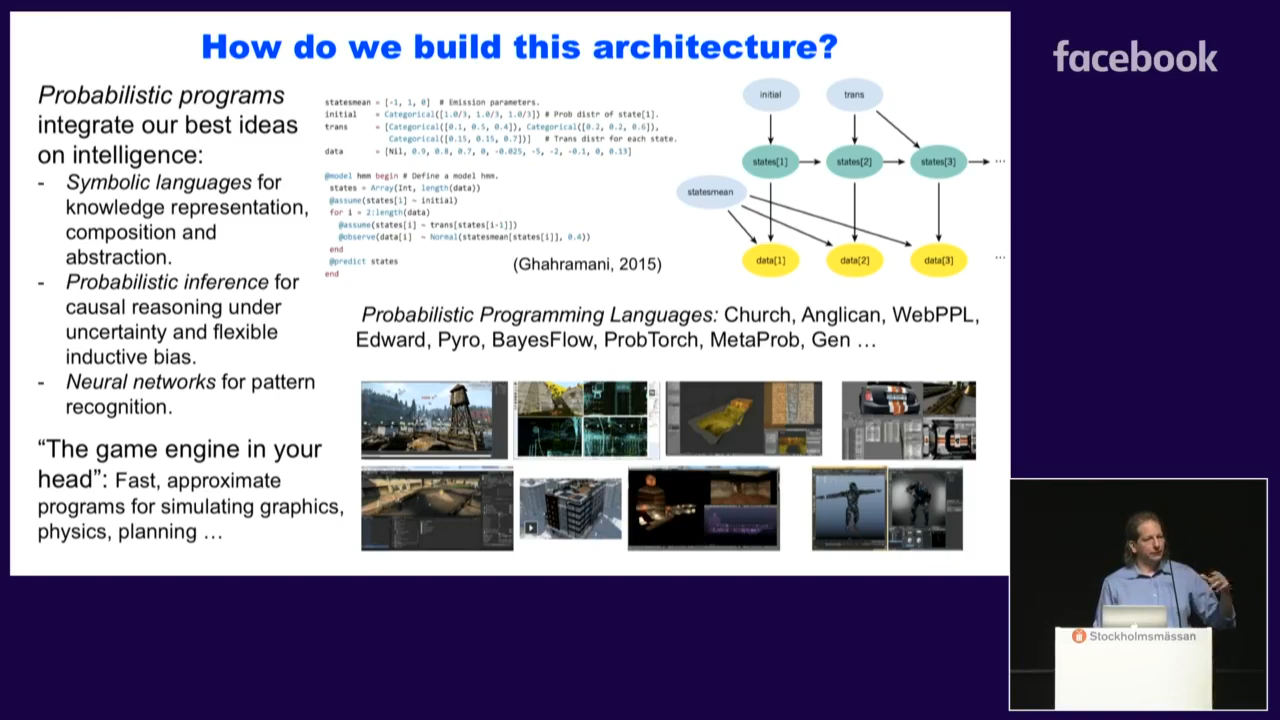 How do we build this architecture?
facebook
Probabilistic programs
integrate our best ideas
on intelligence:
- Symbolic languages for
knowledge representation,
composition and
abstraction.
- Probabilistic inference for
causal reasoning under
uncertainty and flexible
inductive bias.
- Neural networks for pattern
recognition.
"The game engine in your
head": Fast, approximate
programs for simulating graphics,
physics, planning …
statesmean = [-1, 1, 0] # Emission parameters.
initial = Categorical([1.0/3, 1.0/3, 1.0/3]) # Prob distr of state[1].
trans = [Categorical([0.1, 0.5, 0.4]), Categorical([0.2, 0.2, 0.6]),
Categorical([0.15, 0.15, 0.7])] # Trans distr for each state.
data = [Nil, 0.9, 0.8, 0.7, 0, -0.025, -5, -2, -0.1, 0, 0.13]
@model hmm begin # Define a model hmm.
states = Array(Int, length(data))
@assume(states[i] ~ initial)
for i = 2:length(data)
@assume(states[i] ~ trans[states[i-1]])
@observe(data[i] ~ Normal(statesmean[states[i]], 0.4))
end
@predict states
end
(Ghahramani, 2015)
initial
trans
states[1]
states[2]
states[3]
...
statesmean
data[1]
data[2]
data[3]
...
Probabilistic Programming Languages: Church, Anglican, WebPPL,
Edward, Pyro, BayesFlow, ProbTorch, MetaProb, Gen …
Stockholmsmässan